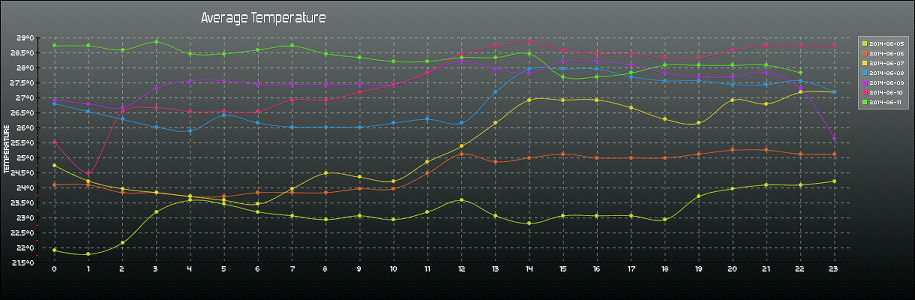 Average Temperature
29°C
28.5°C
28°C
27.5°C
27°C
26.5°C
26°C
25.5°C
25°C
24.5°C
24°C
23.5°C
23°C
22.5°C
22°C
21.5°C
TEMPERATURE
0 1 2 3 4 5 6 7 8 9 10 11 12 13 14 15 16 17 18 19 20 21 22 23
2014-06-05
2014-06-06
2014-06-07
2014-06-08
2014-06-09
2014-06-10
2014-06-11